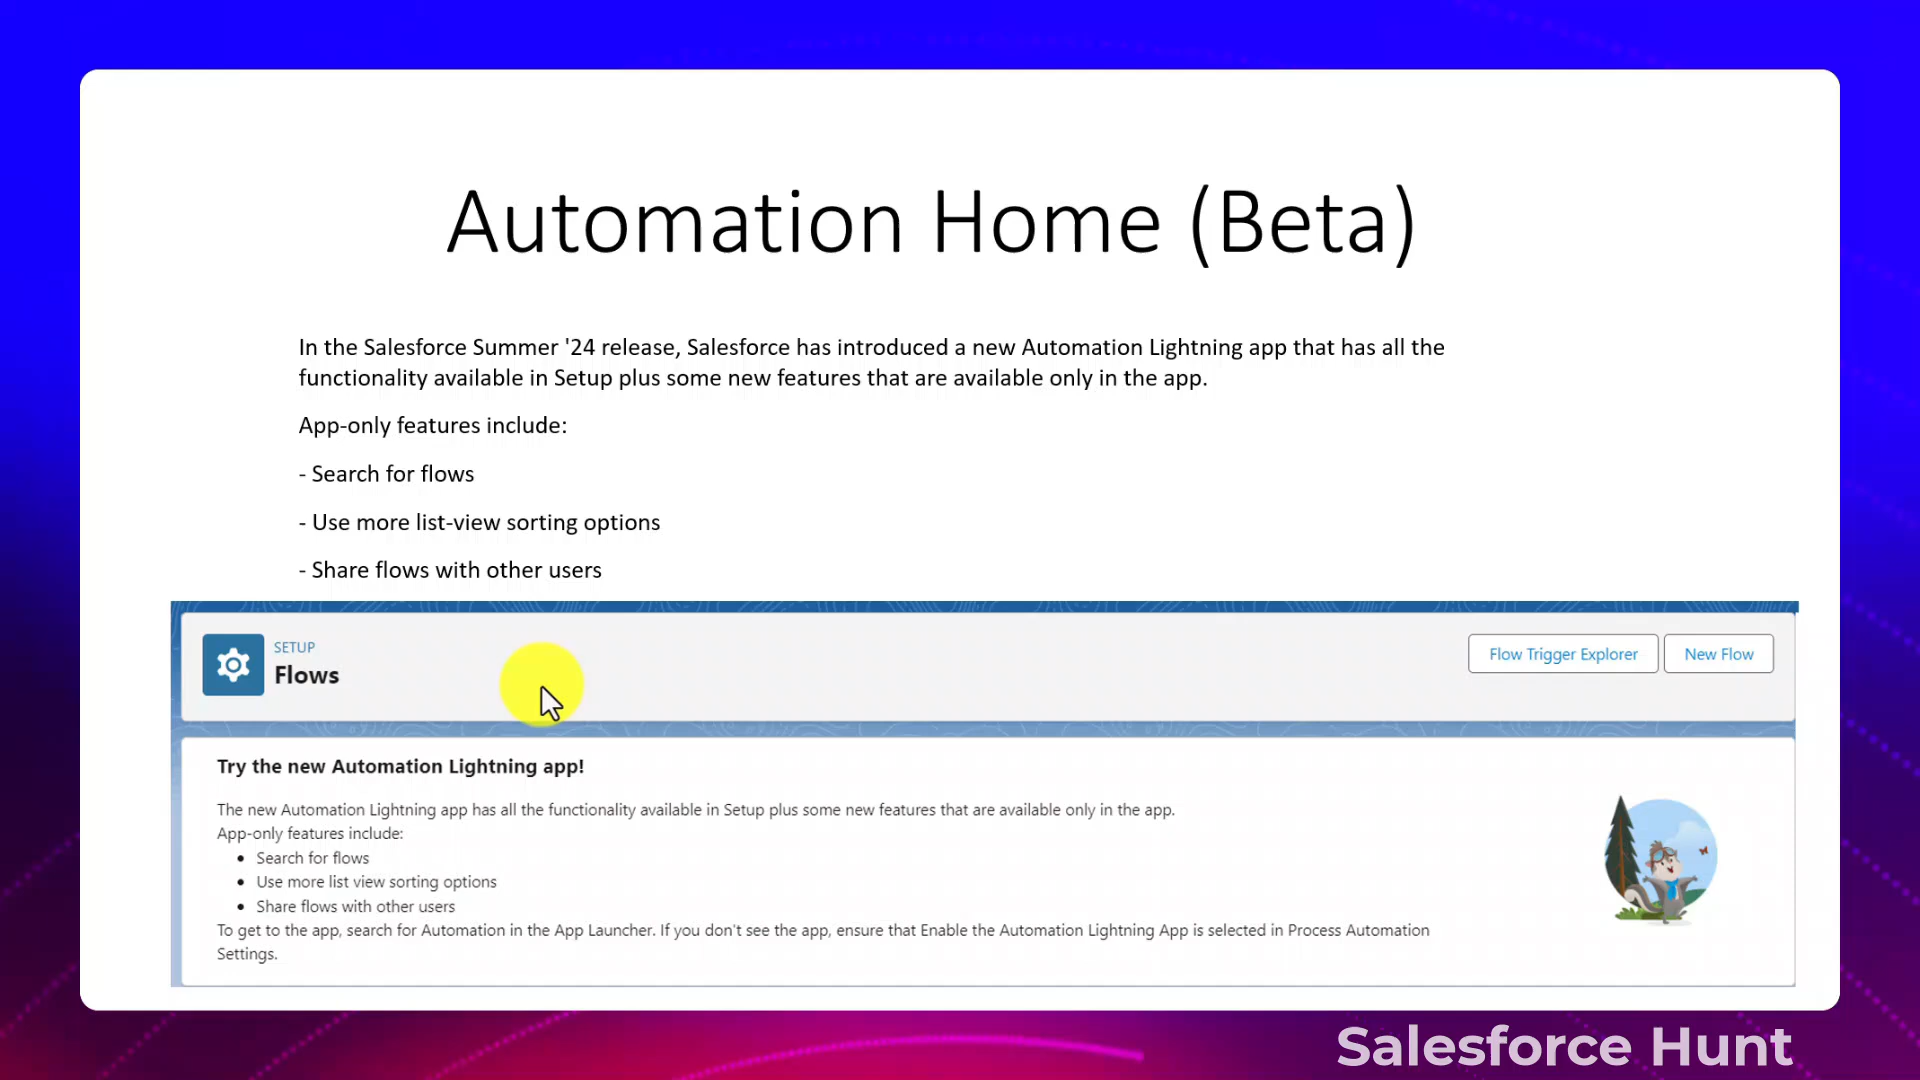 Automation Home (Beta)
In the Salesforce Summer '24 release, Salesforce has introduced a new Automation Lightning app that has all the
functionality available in Setup plus some new features that are available only in the app.
App-only features include:
- Search for flows
- Use more list-view sorting options
- Share flows with other users
SETUP
Flows
Flow Trigger Explorer
New Flow
Try the new Automation Lightning app!
The new Automation Lightning app has all the functionality available in Setup plus some new features that are available only in the app.
App-only features include:
• Search for flows
• Use more list view sorting options
• Share flows with other users
To get to the app, search for Automation in the App Launcher. If you don't see the app, ensure that Enable the Automation Lightning App is selected in Process Automation
Settings.
Salesforce Hunt